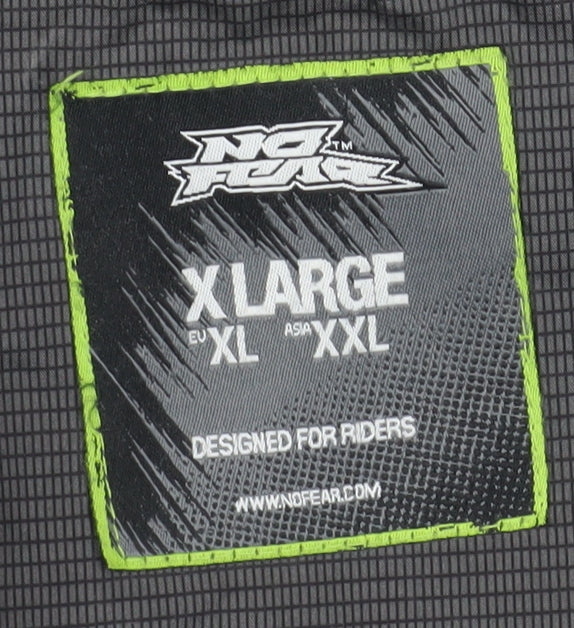 NO
FEAR™
X LARGE
EU XL ASIA XXL
DESIGNED FOR RIDERS
WWW.NOFEAR.COM